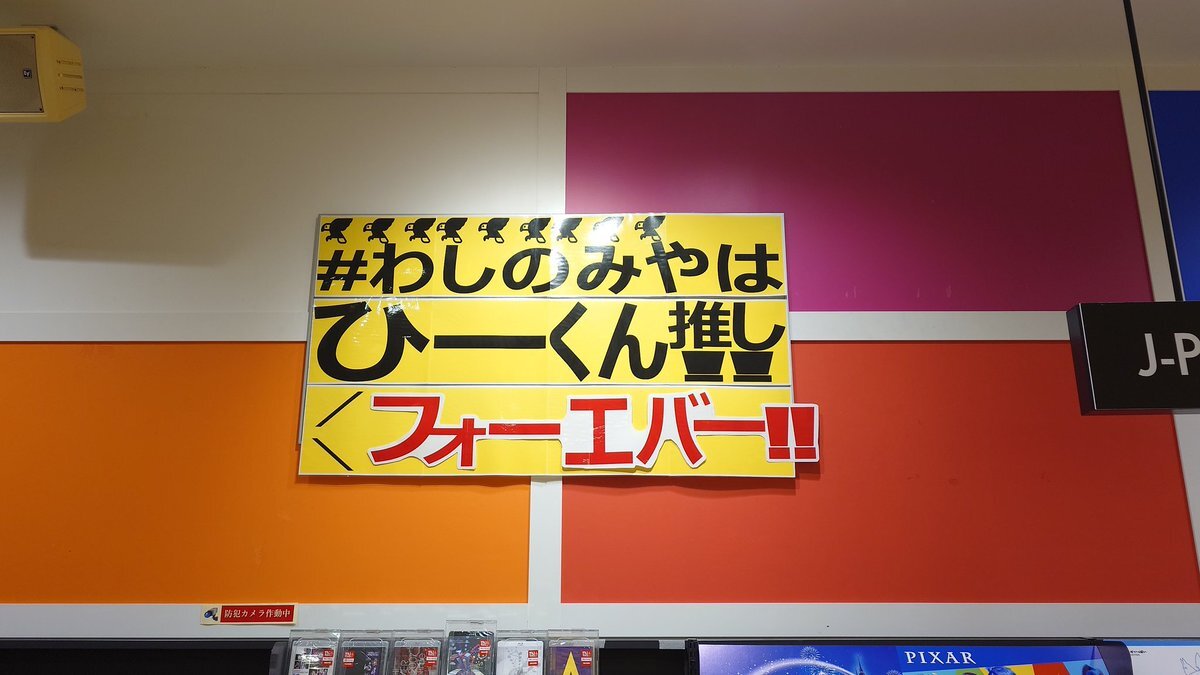 #わしのみやは
ひーくん推し!!
フォーエバー!!
J-P
防犯カメラ作動中
PIXAR